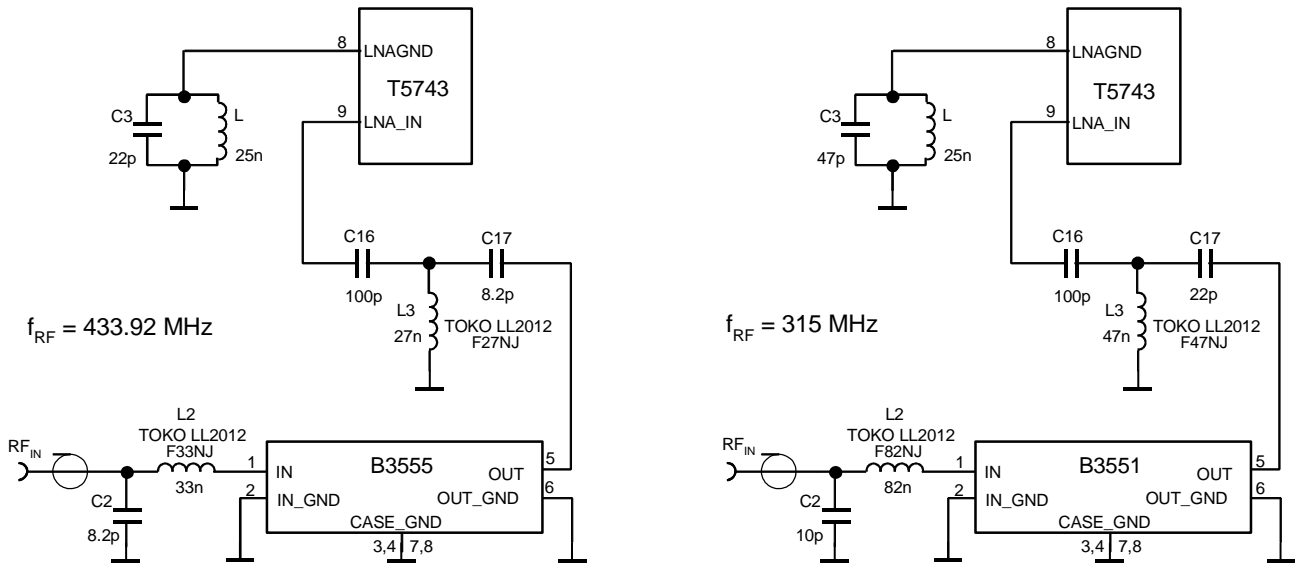 8
LNAGND
T5743
C3
L
9
LNA_IN
22p
25n
C16
C17
100p
8.2p
L3
f_RF = 433.92 MHz
27n
TOKO LL2012
F27NJ
L2
TOKO LL2012
F33NJ
RF_IN
33n
1
IN
B3555
OUT
5
2
IN_GND
OUT_GND
6
C2
CASE_GND
8.2p
3,4
7,8
8
LNAGND
T5743
C3
L
9
LNA_IN
47p
25n
C16
C17
100p
22p
L3
f_RF = 315 MHz
47n
TOKO LL2012
F47NJ
L2
TOKO LL2012
F82NJ
RF_IN
82n
1
IN
B3551
OUT
5
2
IN_GND
OUT_GND
6
C2
CASE_GND
10p
3,4
7,8